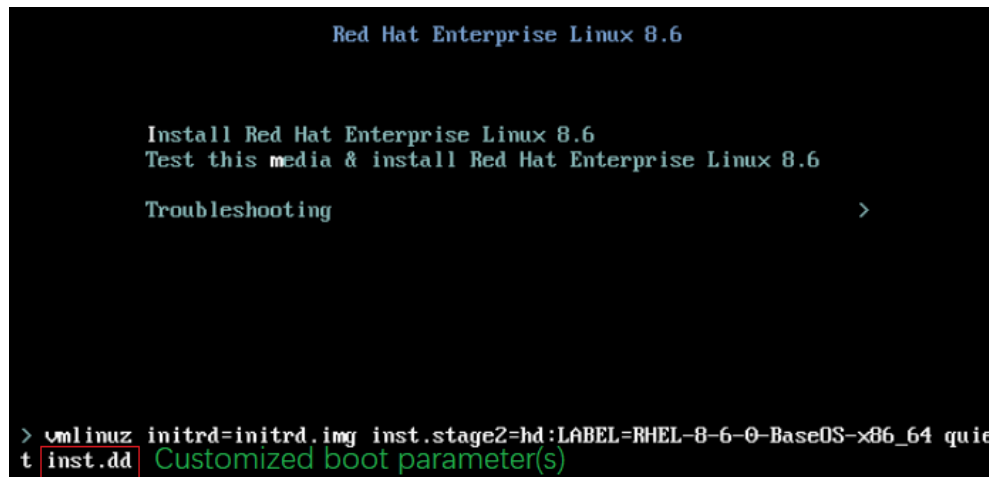 Red Hat Enterprise Linux 8.6
Install Red Hat Enterprise Linux 8.6
Test this media & install Red Hat Enterprise Linux 8.6
Troubleshooting >
> vmlinuz initrd=initrd.img inst.stage2=hd:LABEL=RHEL-8-6-0-BaseOS-x86_64 quie
t inst.dd Customized boot parameter(s)